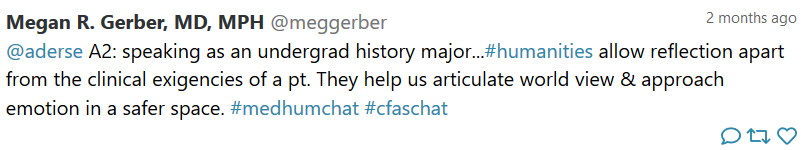 Megan R. Gerber, MD, MPH @meggerber 2 months ago
@aderse A2: speaking as an undergrad history major...#humanities allow reflection apart
from the clinical exigencies of a pt. They help us articulate world view & approach
emotion in a safer space. #medhumchat #cfaschat